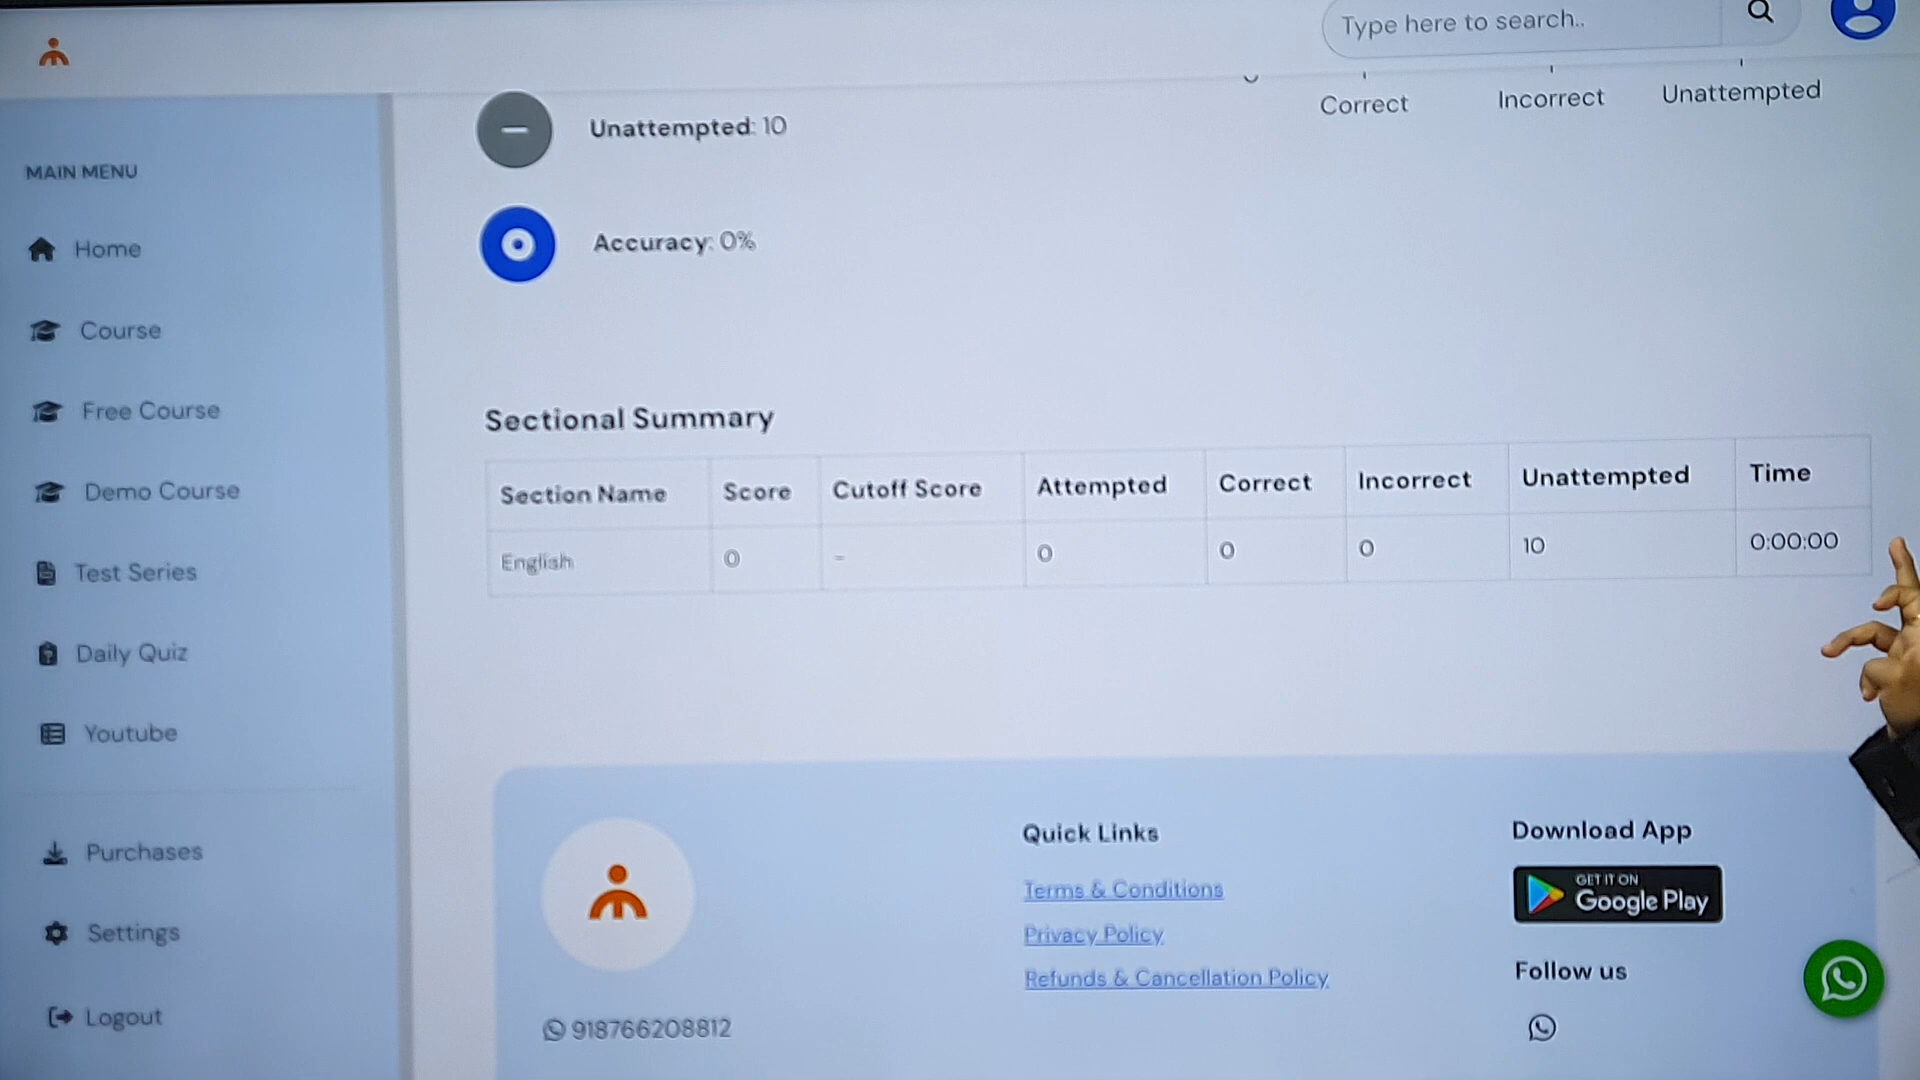 Type here to search..
Correct Incorrect Unattempted
Unattempted: 10
Accuracy: 0%
MAIN MENU
Home
Course
Free Course
Demo Course
Test Series
Daily Quiz
Youtube
Purchases
Settings
Logout
Sectional Summary
Section Name Score Cutoff Score Attempted Correct Incorrect Unattempted Time
English 0 - 0 0 0 10 0:00:00
918766208812
Quick Links
Terms & Conditions
Privacy Policy
Refunds & Cancellation Policy
Download App
GET IT ON
Google Play
Follow us